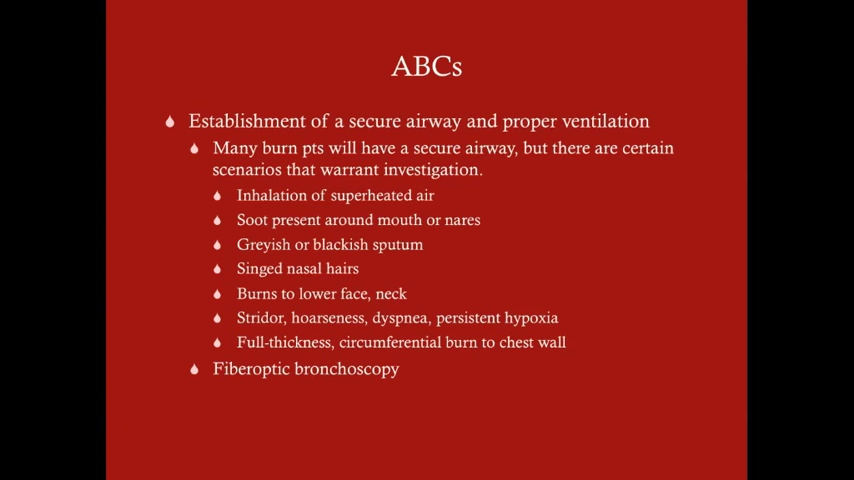 ABCs
Establishment of a secure airway and proper ventilation
Many burn pts will have a secure airway, but there are certain
scenarios that warrant investigation.
Inhalation of superheated air
Soot present around mouth or nares
Greyish or blackish sputum
Singed nasal hairs
Burns to lower face, neck
Stridor, hoarseness, dyspnea, persistent hypoxia
Full-thickness, circumferential burn to chest wall
Fiberoptic bronchoscopy